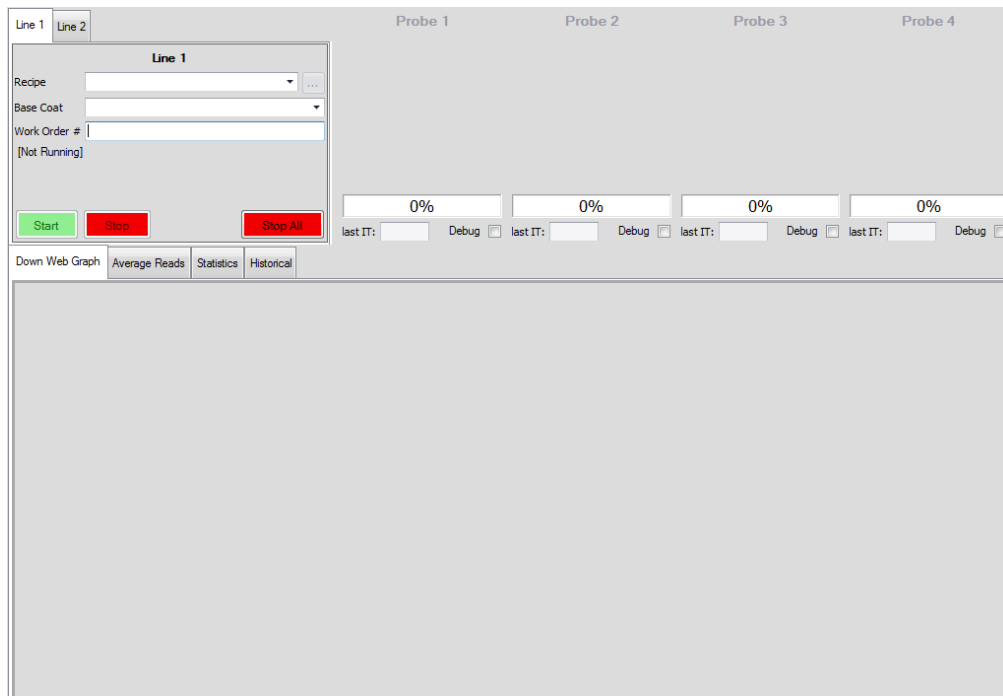 Line 1 Line 2
Line 1
Recipe
...
Base Coat
Work Order #
[Not Running]
Start Stop Stop All
Probe 1 Probe 2 Probe 3 Probe 4
0% 0% 0% 0%
last IT: Debug last IT: Debug last IT: Debug last IT: Debug
Down Web Graph Average Reads Statistics Historical